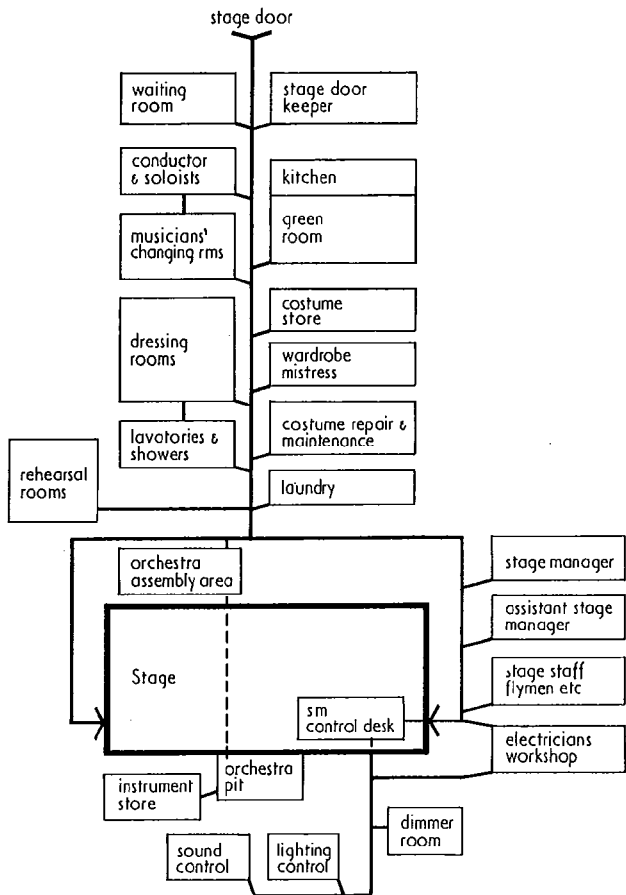 stage door
waiting
room
stage door
keeper
conductor
& soloists
kitchen
musicians'
changing rms
green
room
costume
store
dressing
rooms
wardrobe
mistress
lavatories &
showers
costume repair &
maintenance
rehearsal
rooms
laundry
orchestra
assembly area
stage manager
assistant stage
manager
Stage
stage staff
flymen etc
sm
control desk
electricians
workshop
orchestra
pit
instrument
store
dimmer
room
sound
control
lighting
control